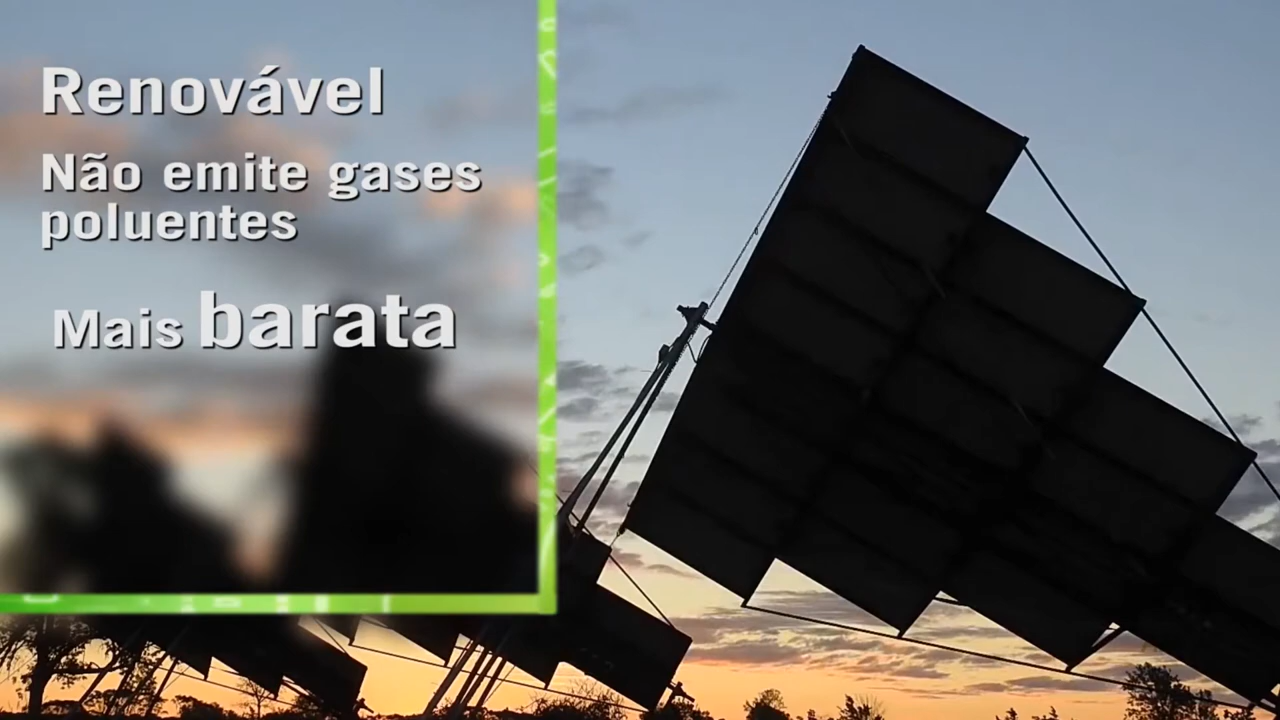 Renovável
Não emite gases
poluentes
Mais barata